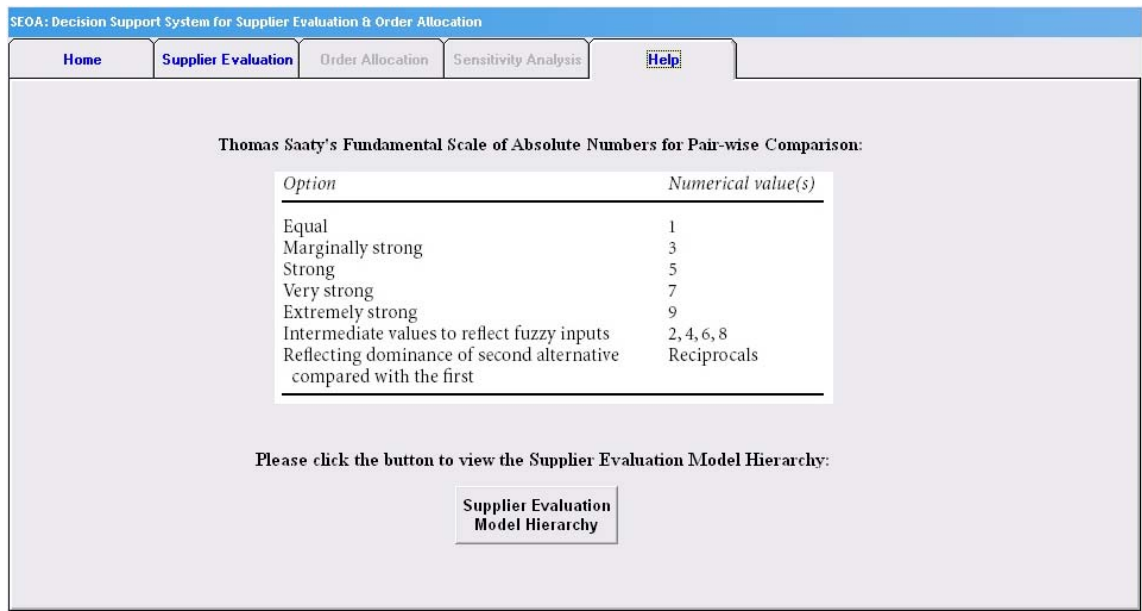 SEOA: Decision Support System for Supplier Evaluation & Order Allocation
Home Supplier Evaluation Order Allocation Sensitivity Analysis Help
Thomas Saaty's Fundamental Scale of Absolute Numbers for Pair-wise Comparison:
Option Numerical value(s)
Equal 1
Marginally strong 3
Strong 5
Very strong 7
Extremely strong 9
Intermediate values to reflect fuzzy inputs 2, 4, 6, 8
Reflecting dominance of second alternative Reciprocals
compared with the first
Please click the button to view the Supplier Evaluation Model Hierarchy:
Supplier Evaluation
Model Hierarchy